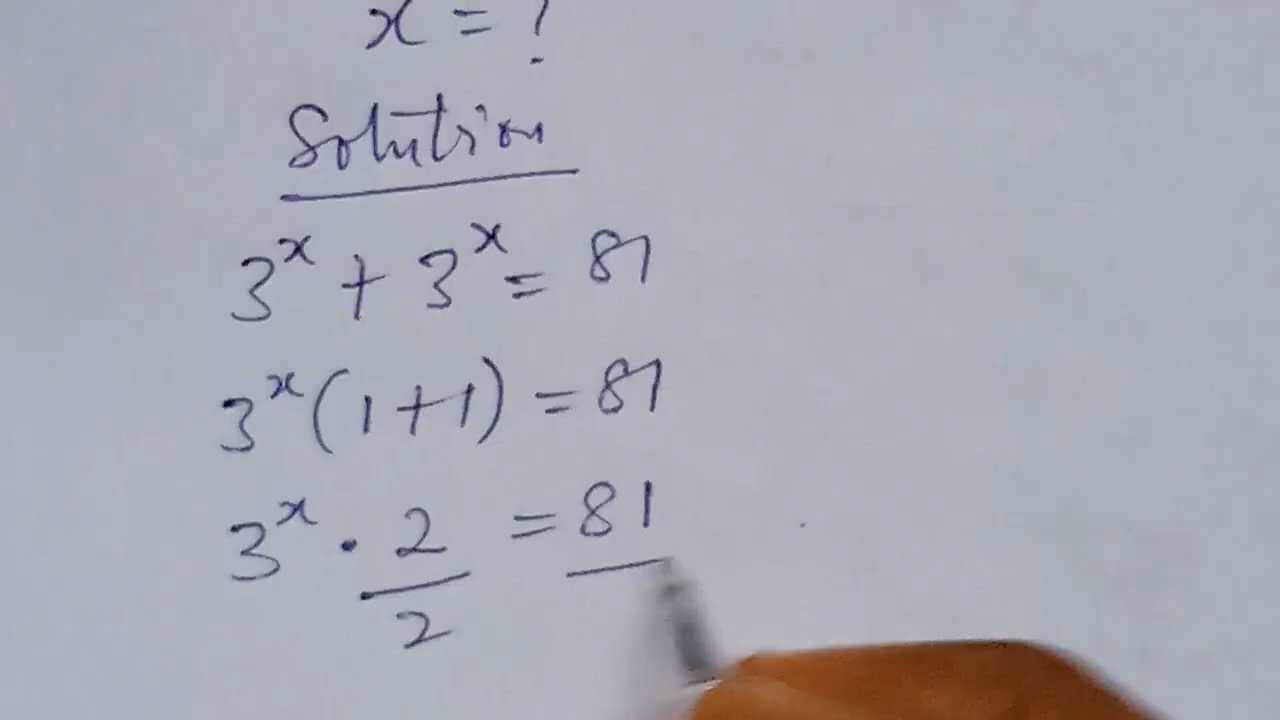 x = ?
Solution
3^x + 3^x = 81
3^x (1+1) = 81
3^x · 2/2 = 81/